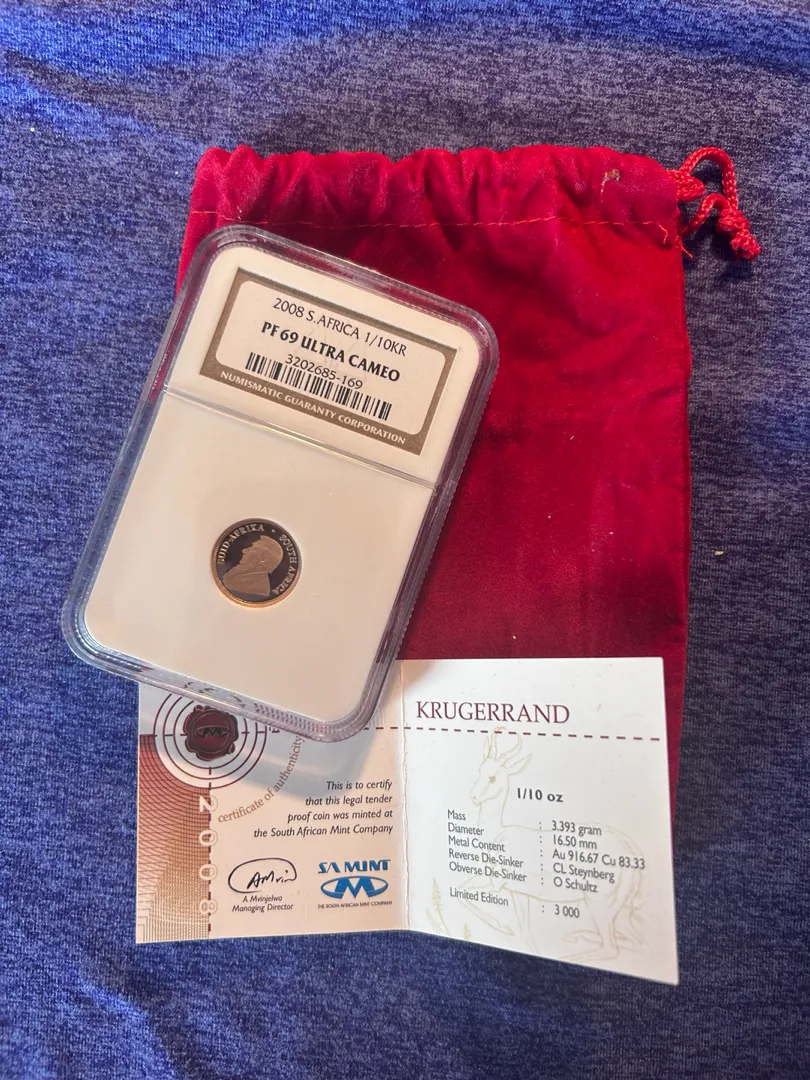 2008 S.AFRICA 1/10KR
PF 69 ULTRA CAMEO
3202685-169
NUMISMATIC GUARANTY CORPORATION
SUID-AFRIKA • SOUTH AFRICA
certificate of authenticity
2008
This is to certify
that this legal tender
proof coin was minted at
the South African Mint Company
A Mvinjelwa
Managing Director
SA MINT
THE SOUTH AFRICAN MINT COMPANY
KRUGERRAND
1/10 oz
Mass : 3.393 gram
Diameter : 16.50 mm
Metal Content : Au 916.67 Cu 83.33
Reverse Die-Sinker : CL Steynberg
Obverse Die-Sinker : O Schultz
Limited Edition : 3 000